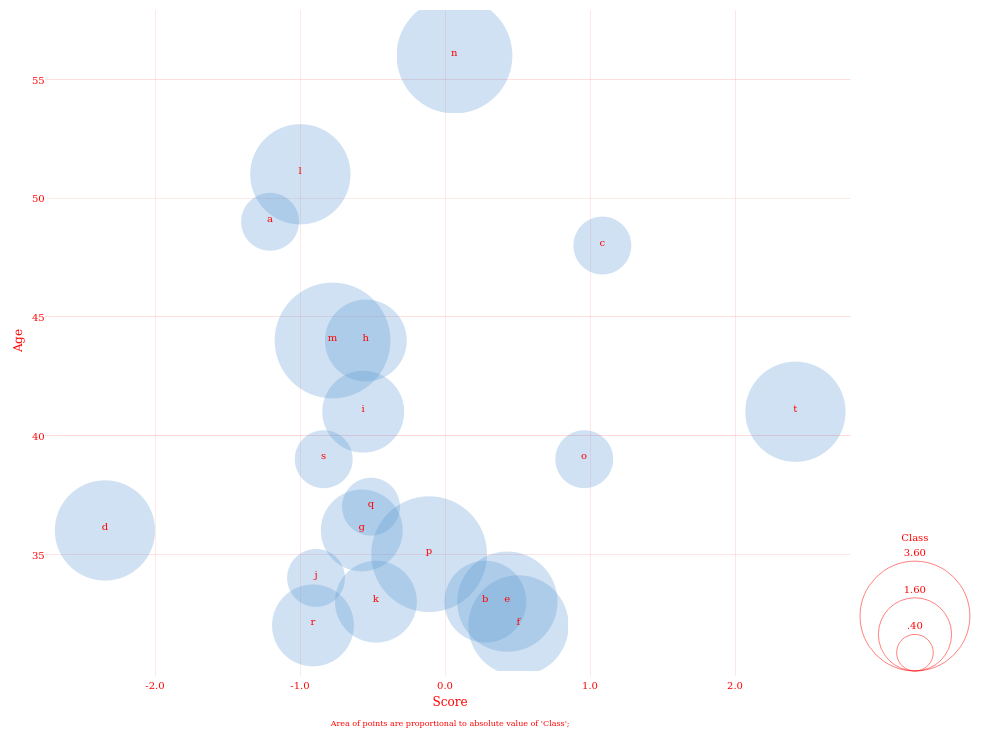 n
55
l
50
a
c
45
m
h
Age
i
t
40
s
o
q
d
g
Class
p
3.60
35
j
1.60
k
b
e
r
f
.40
-2.0
-1.0
0.0
1.0
2.0
Score
Area of points are proportional to absolute value of 'Class';